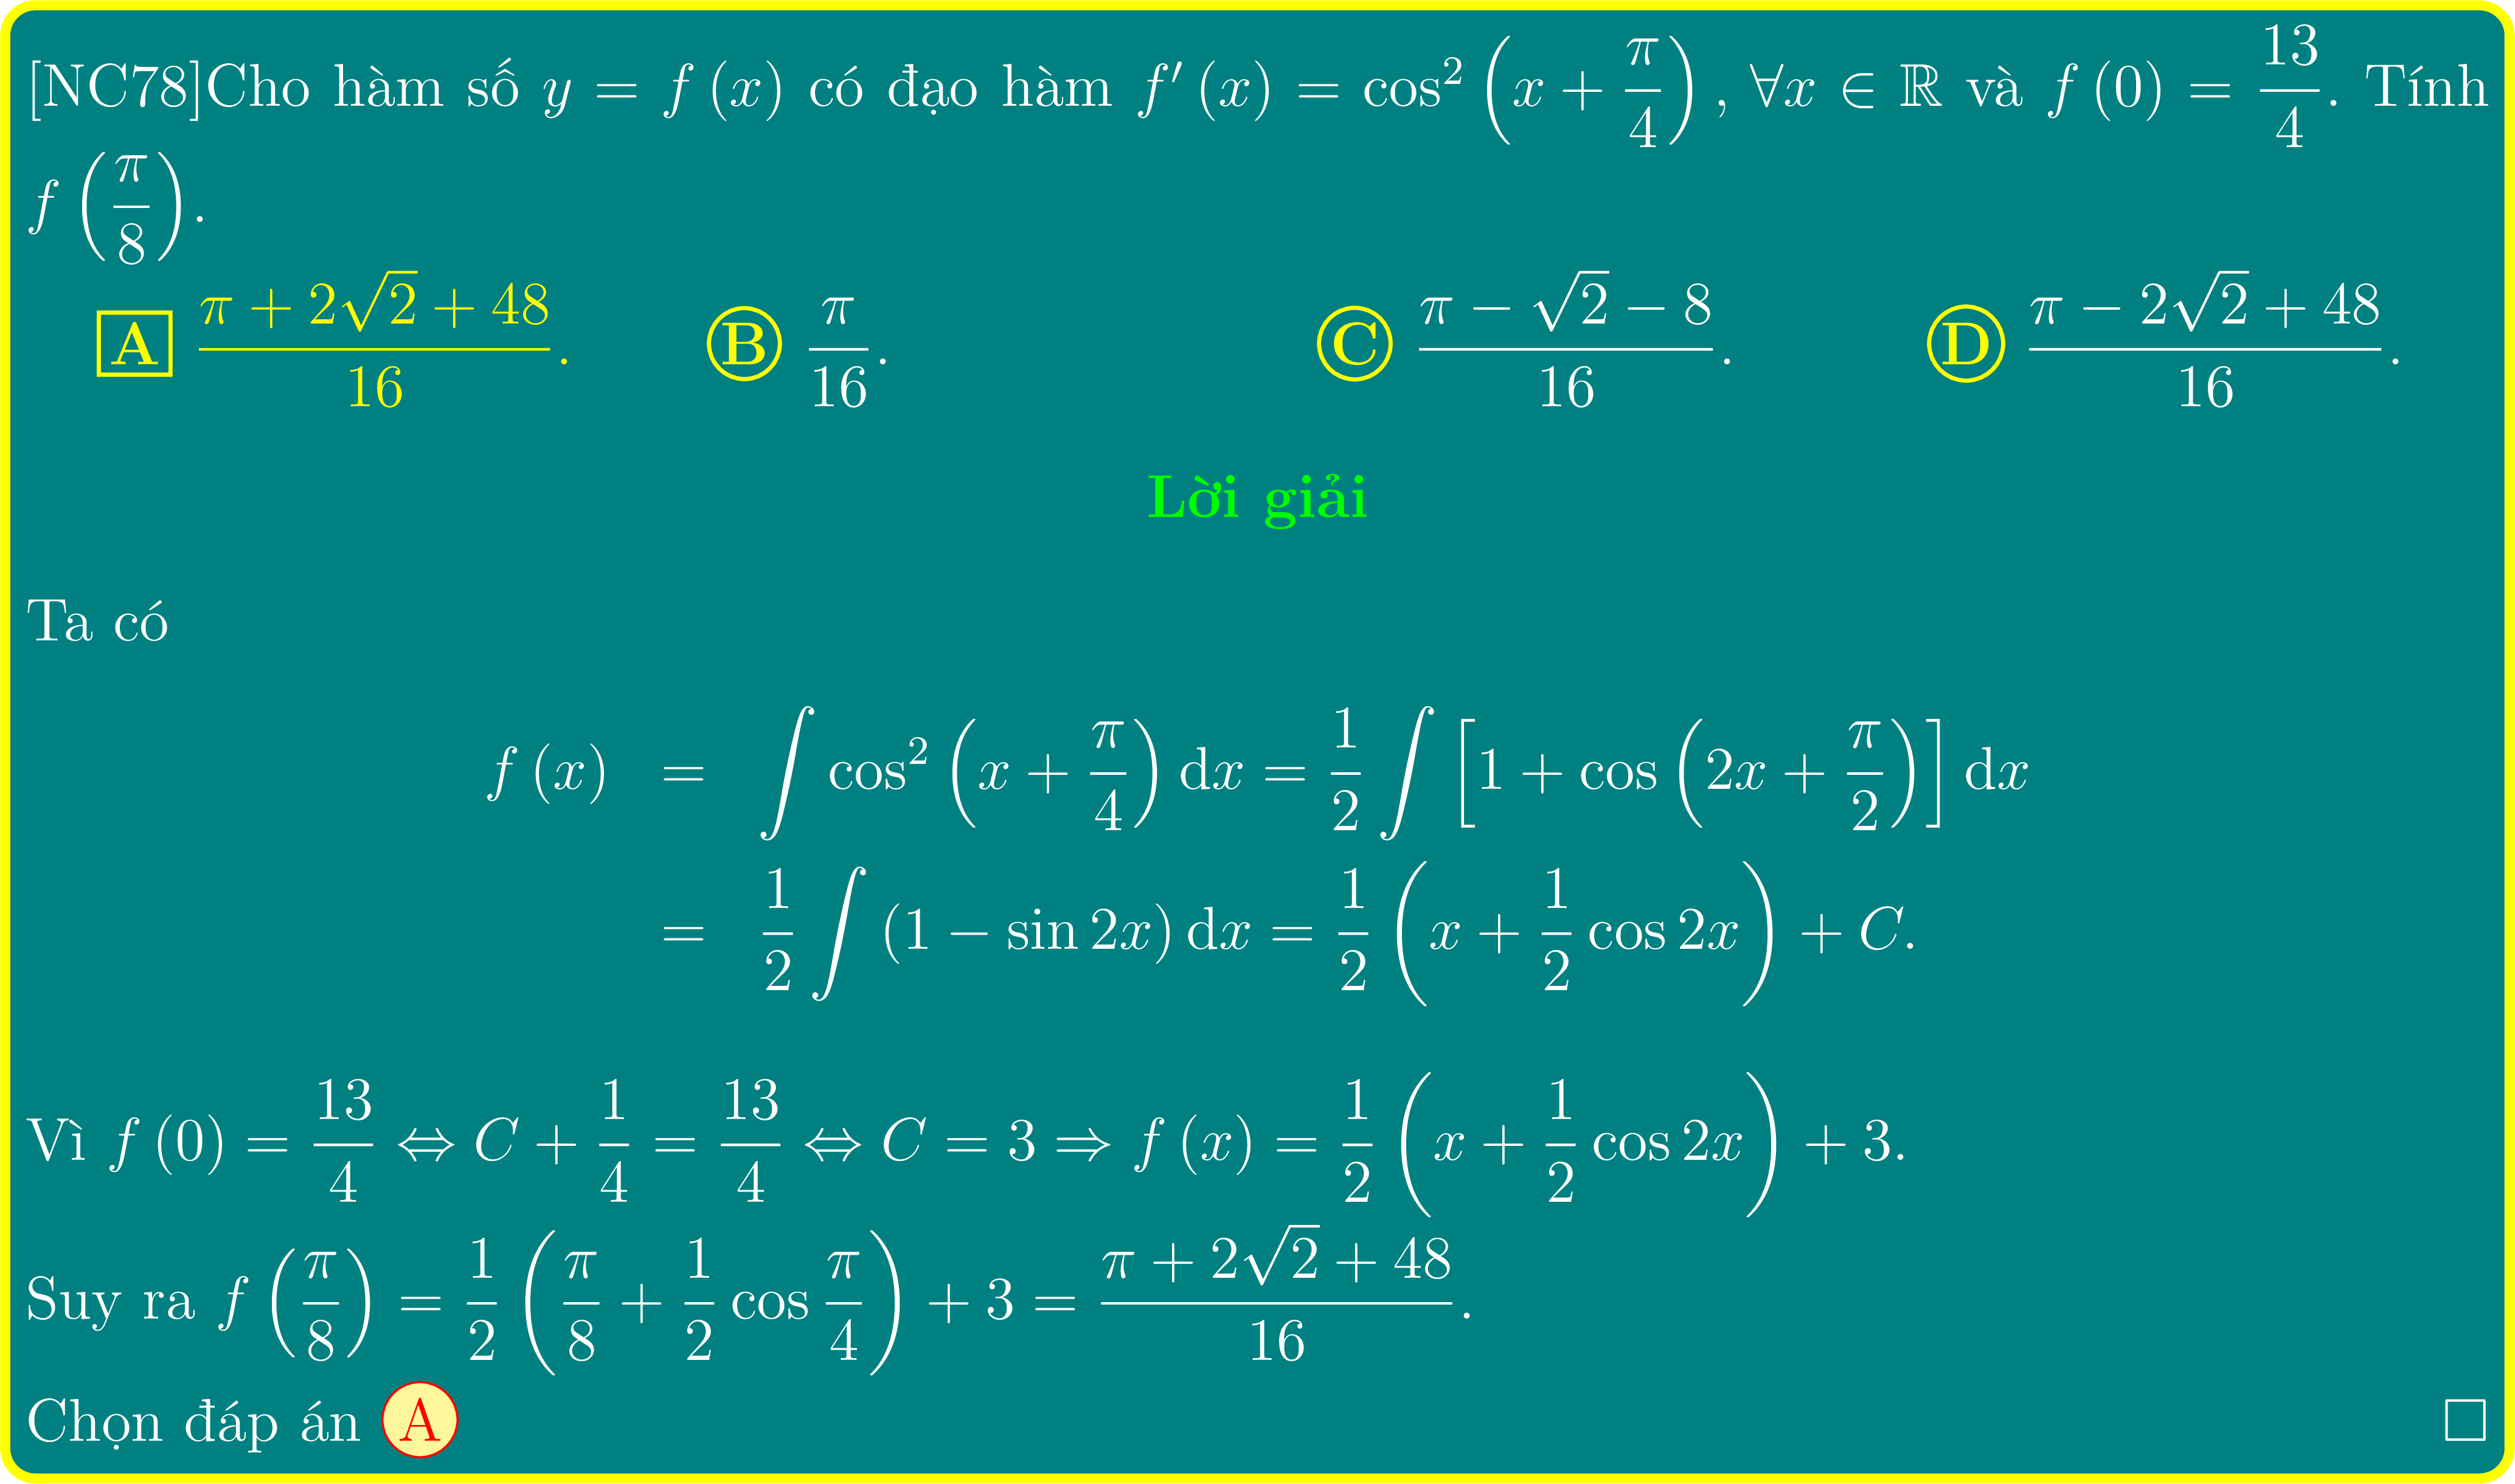 [NC78]Cho hàm số $y = f(x)$ có đạo hàm $f'(x) = \cos^2\left(x + \frac{\pi}{4}\right), \forall x \in \mathbb{R}$ và $f(0) = \frac{13}{4}$. Tính
$f\left(\frac{\pi}{8}\right)$.
A $\frac{\pi + 2\sqrt{2} + 48}{16}$. B $\frac{\pi}{16}$. C $\frac{\pi - \sqrt{2} - 8}{16}$. D $\frac{\pi - 2\sqrt{2} + 48}{16}$.
Lời giải
Ta có
$f(x) = \int \cos^2\left(x + \frac{\pi}{4}\right) \mathrm{d}x = \frac{1}{2} \int \left[1 + \cos\left(2x + \frac{\pi}{2}\right)\right] \mathrm{d}x$
$= \frac{1}{2} \int (1 - \sin 2x) \mathrm{d}x = \frac{1}{2}\left(x + \frac{1}{2}\cos 2x\right) + C.$
Vì $f(0) = \frac{13}{4} \Leftrightarrow C + \frac{1}{4} = \frac{13}{4} \Leftrightarrow C = 3 \Rightarrow f(x) = \frac{1}{2}\left(x + \frac{1}{2}\cos 2x\right) + 3.$
Suy ra $f\left(\frac{\pi}{8}\right) = \frac{1}{2}\left(\frac{\pi}{8} + \frac{1}{2}\cos\frac{\pi}{4}\right) + 3 = \frac{\pi + 2\sqrt{2} + 48}{16}.$
Chọn đáp án A □